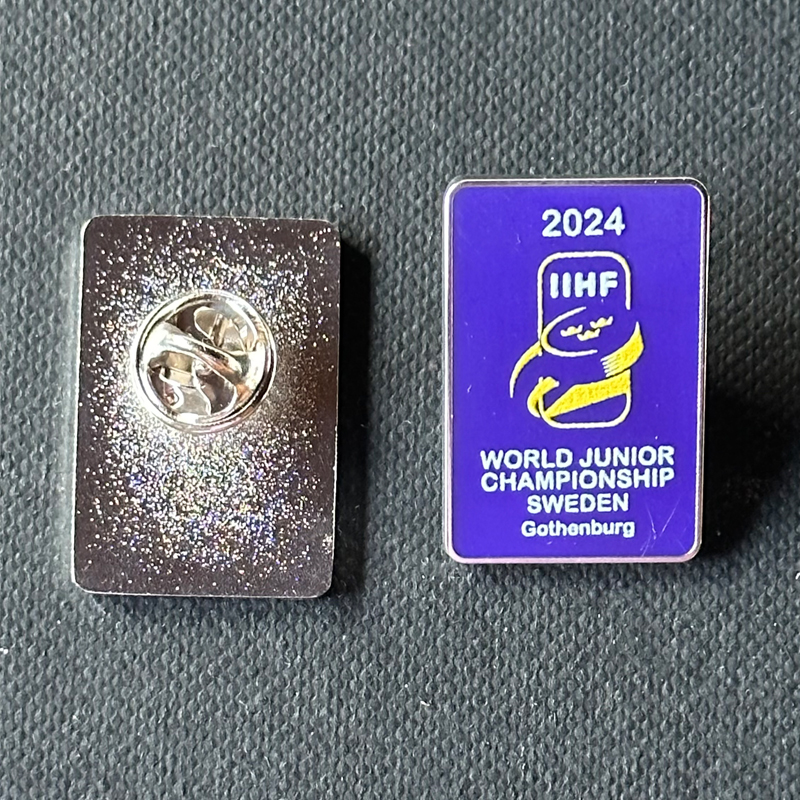 2024
IIHF
WORLD JUNIOR
CHAMPIONSHIP
SWEDEN
Gothenburg